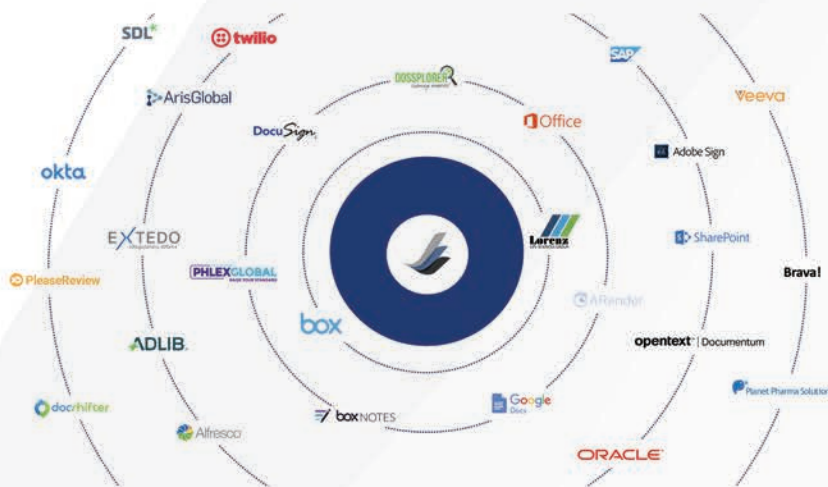 SDL
twilio
SAP
DOSSPLORER
Veeva
ArisGlobal
DocuSign
Office
Adobe Sign
okta
EXTEDO
Lorenz
SharePoint
PHLEXGLOBAL
Brava!
PleaseReview
ARender
box
ADLIB
opentext | Documentum
Planet Pharma Solution
docshifter
boxNOTES
Google
Docs
Alfresco
ORACLE